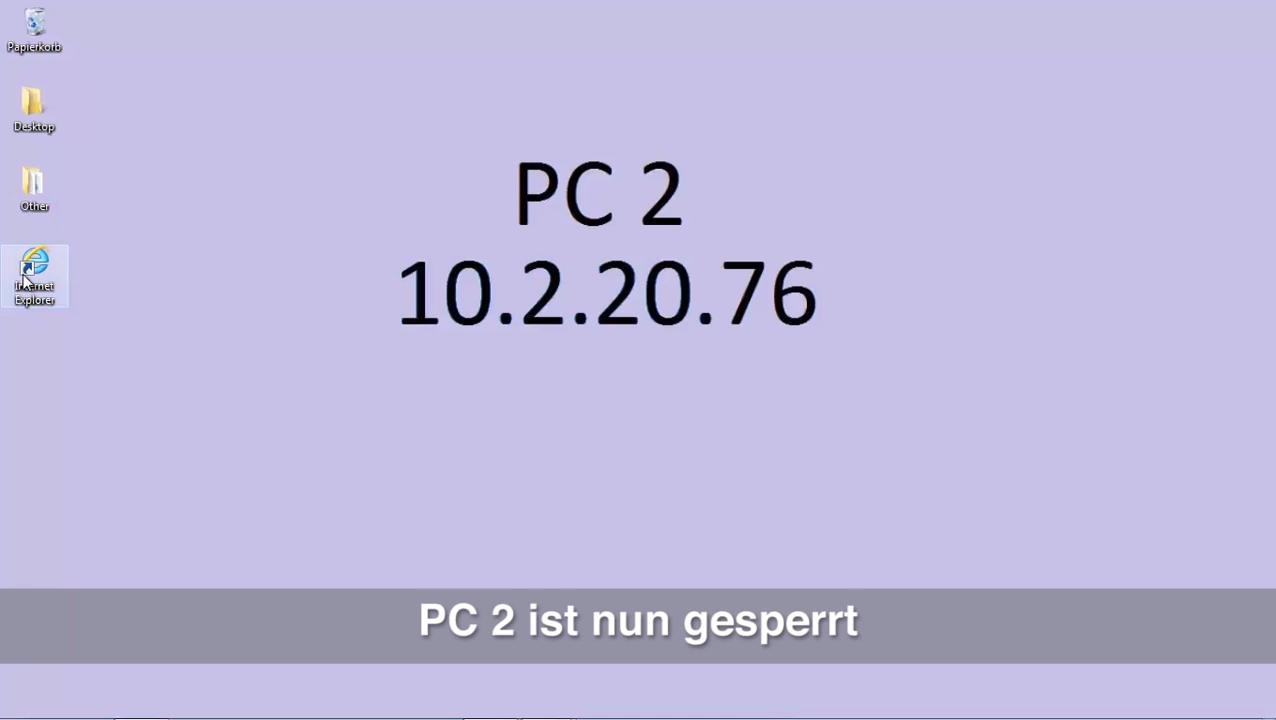 Papierkorb
Desktop
Other
Internet
Explorer
PC 2
10.2.20.76
PC 2 ist nun gesperrt